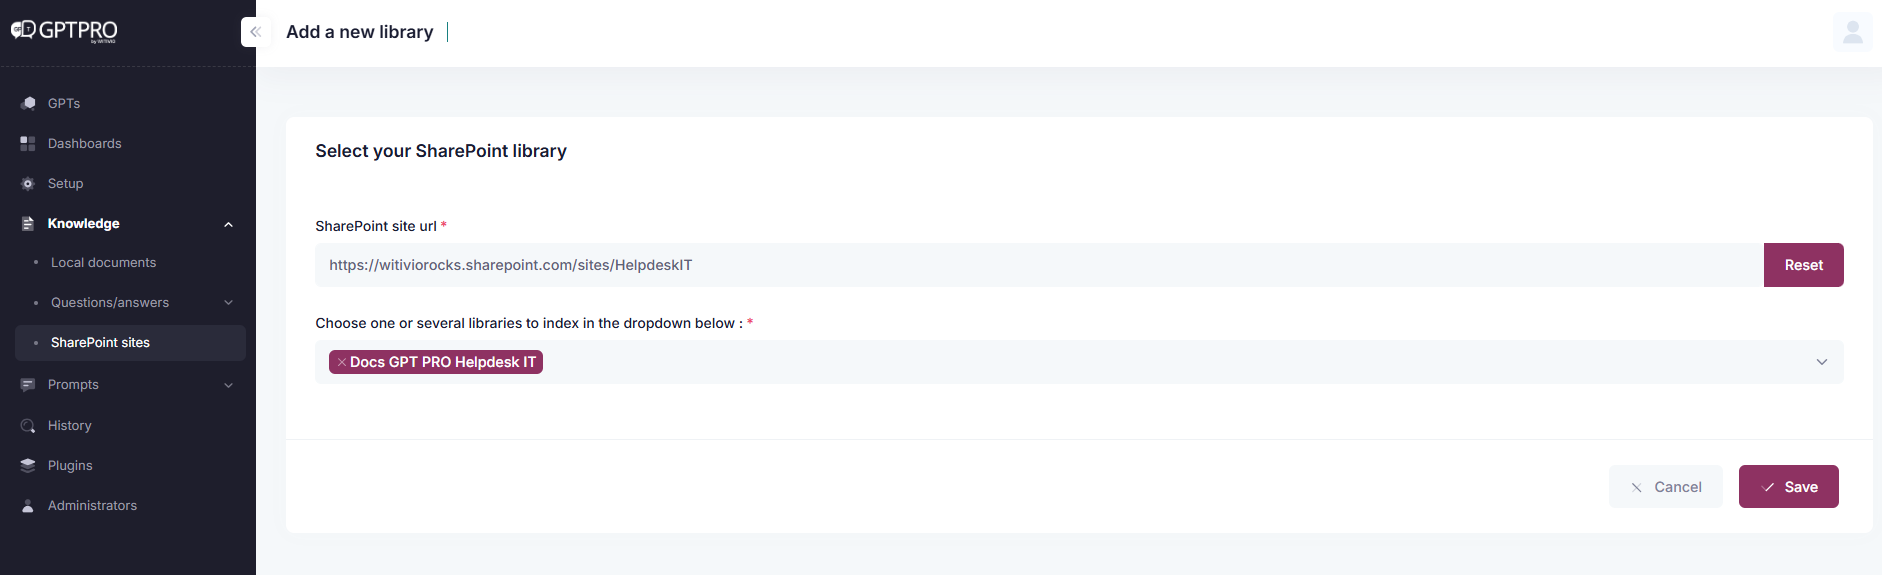 GPTPRO
by WITIVIO
Add a new library
GPTs
Dashboards
Setup
Knowledge
Local documents
Questions/answers
SharePoint sites
Prompts
History
Plugins
Administrators
Select your SharePoint library
SharePoint site url *
https://witiviorocks.sharepoint.com/sites/HelpdeskIT
Reset
Choose one or several libraries to index in the dropdown below : *
Docs GPT PRO Helpdesk IT
Cancel
Save